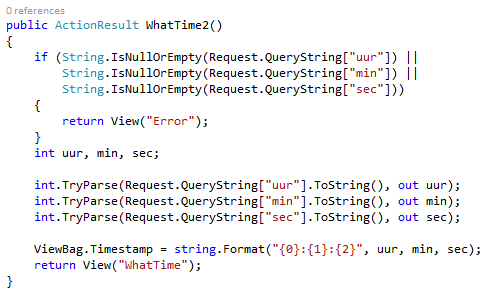 0 references
public ActionResult WhatTime2()
{
    if (String.IsNullOrEmpty(Request.QueryString["uur"]) ||
        String.IsNullOrEmpty(Request.QueryString["min"]) ||
        String.IsNullOrEmpty(Request.QueryString["sec"]))
    {
        return View("Error");
    }
    int uur, min, sec;

    int.TryParse(Request.QueryString["uur"].ToString(), out uur);
    int.TryParse(Request.QueryString["min"].ToString(), out min);
    int.TryParse(Request.QueryString["sec"].ToString(), out sec);

    ViewBag.Timestamp = string.Format("{0}:{1}:{2}", uur, min, sec);
    return View("WhatTime");
}